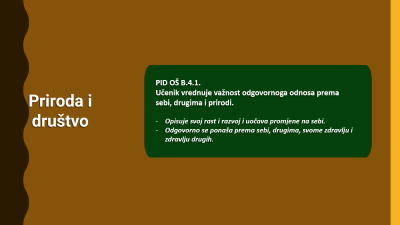 Priroda i
društvo
PID OŠ B.4.1.
Učenik vrednuje važnost odgovornoga odnosa prema
sebi, drugima i prirodi.
- Opisuje svoj rast i razvoj i uočava promjene na sebi.
- Odgovorno se ponaša prema sebi, drugima, svome zdravlju i
zdravlju drugih.